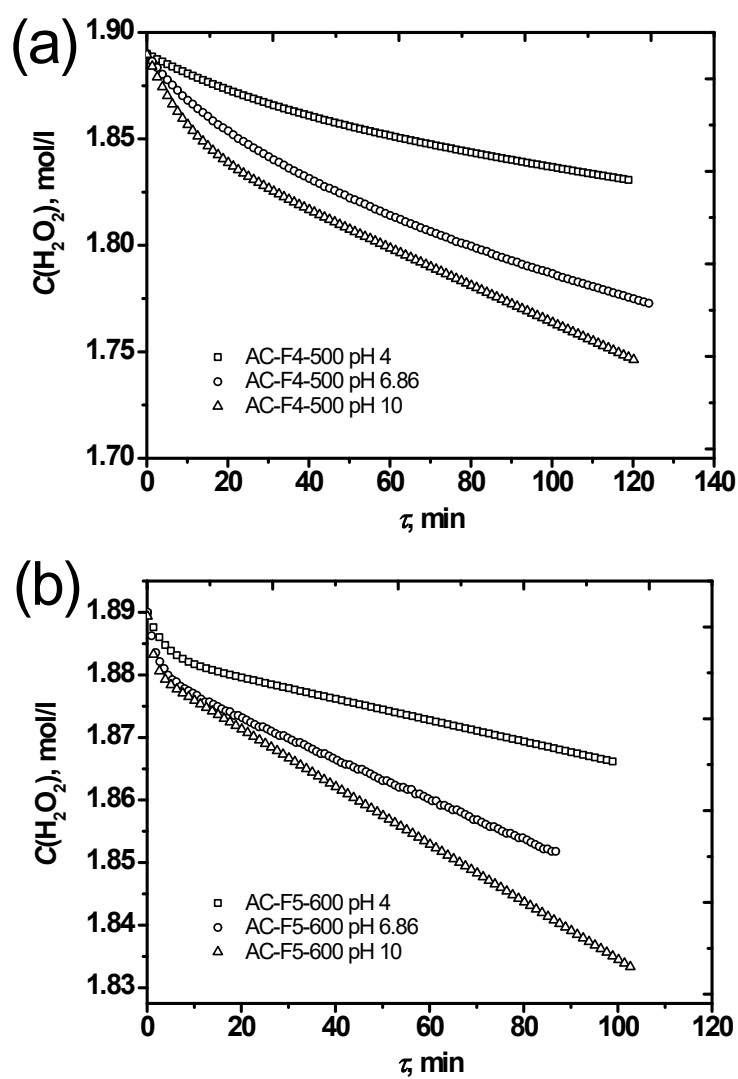 (a)
1.90
1.85
1.80
1.75
1.70
C(H₂O₂), mol/l
AC-F4-500 pH 4
AC-F4-500 pH 6.86
AC-F4-500 pH 10
0 20 40 60 80 100 120 140
τ, min
(b)
1.89
1.88
1.87
1.86
1.85
1.84
1.83
C(H₂O₂), mol/l
AC-F5-600 pH 4
AC-F5-600 pH 6.86
AC-F5-600 pH 10
0 20 40 60 80 100 120
τ, min